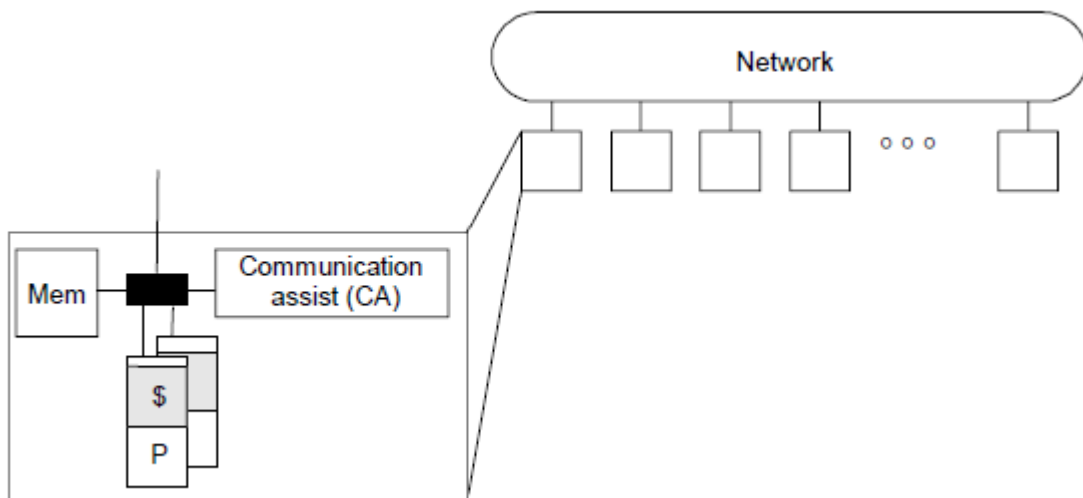 Network
○ ○ ○
Communication
assist (CA)
Mem
$
P